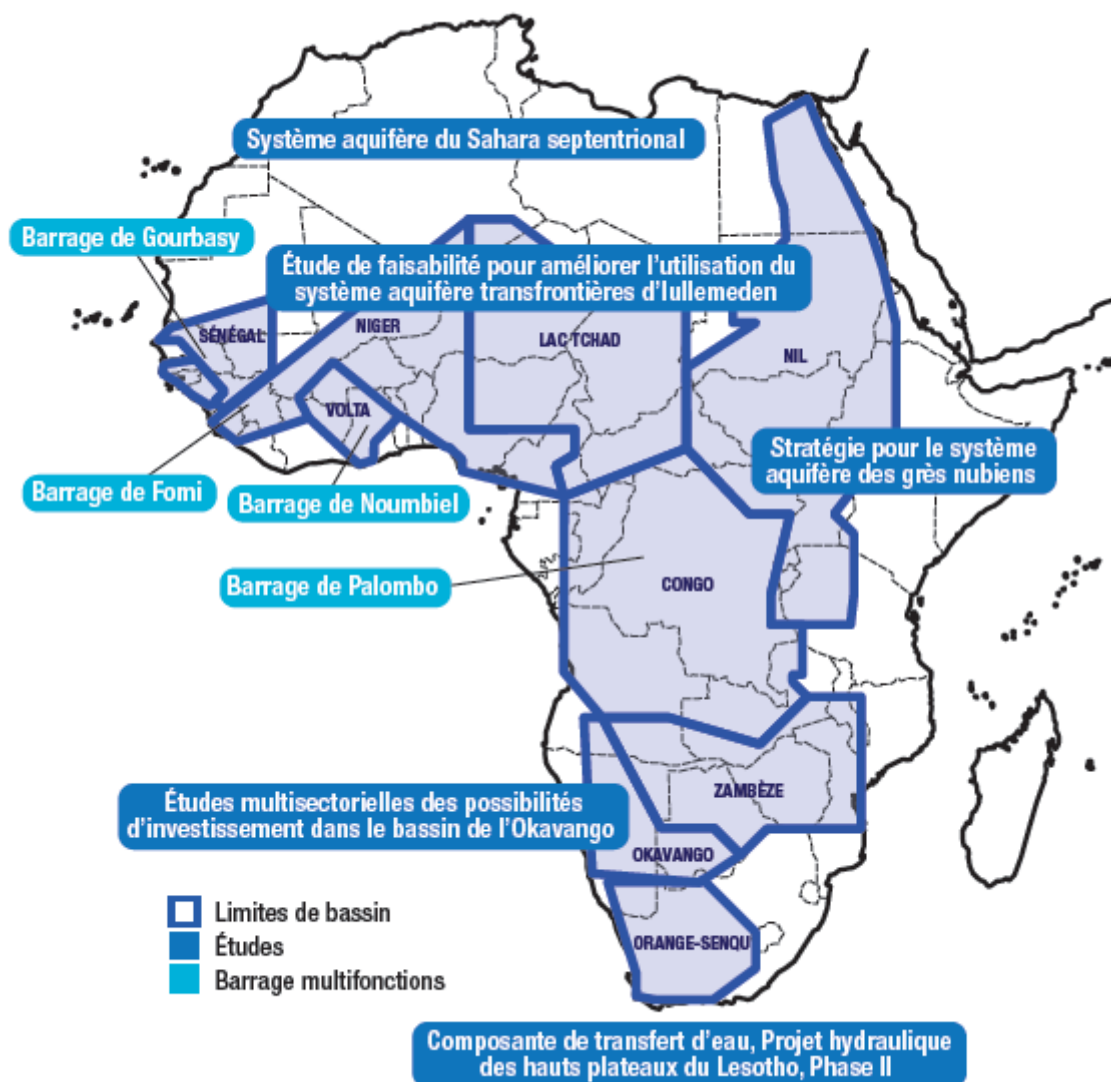 Système aquifère du Sahara septentrional
Barrage de Gourbasy
Étude de faisabilité pour améliorer l'utilisation du
système aquifère transfrontières d'Iullemeden
SÉNÉGAL
NIGER
LAC TCHAD
NIL
VOLTA
Stratégie pour le système
aquifère des grès nubiens
Barrage de Fomi
Barrage de Noumbiel
Barrage de Palombo
CONGO
ZAMBÈZE
Études multisectorielles des possibilités
d'investissement dans le bassin de l'Okavango
OKAVANGO
Limites de bassin
Études
Barrage multifonctions
ORANGE-SENQU
Composante de transfert d'eau, Projet hydraulique
des hauts plateaux du Lesotho, Phase II